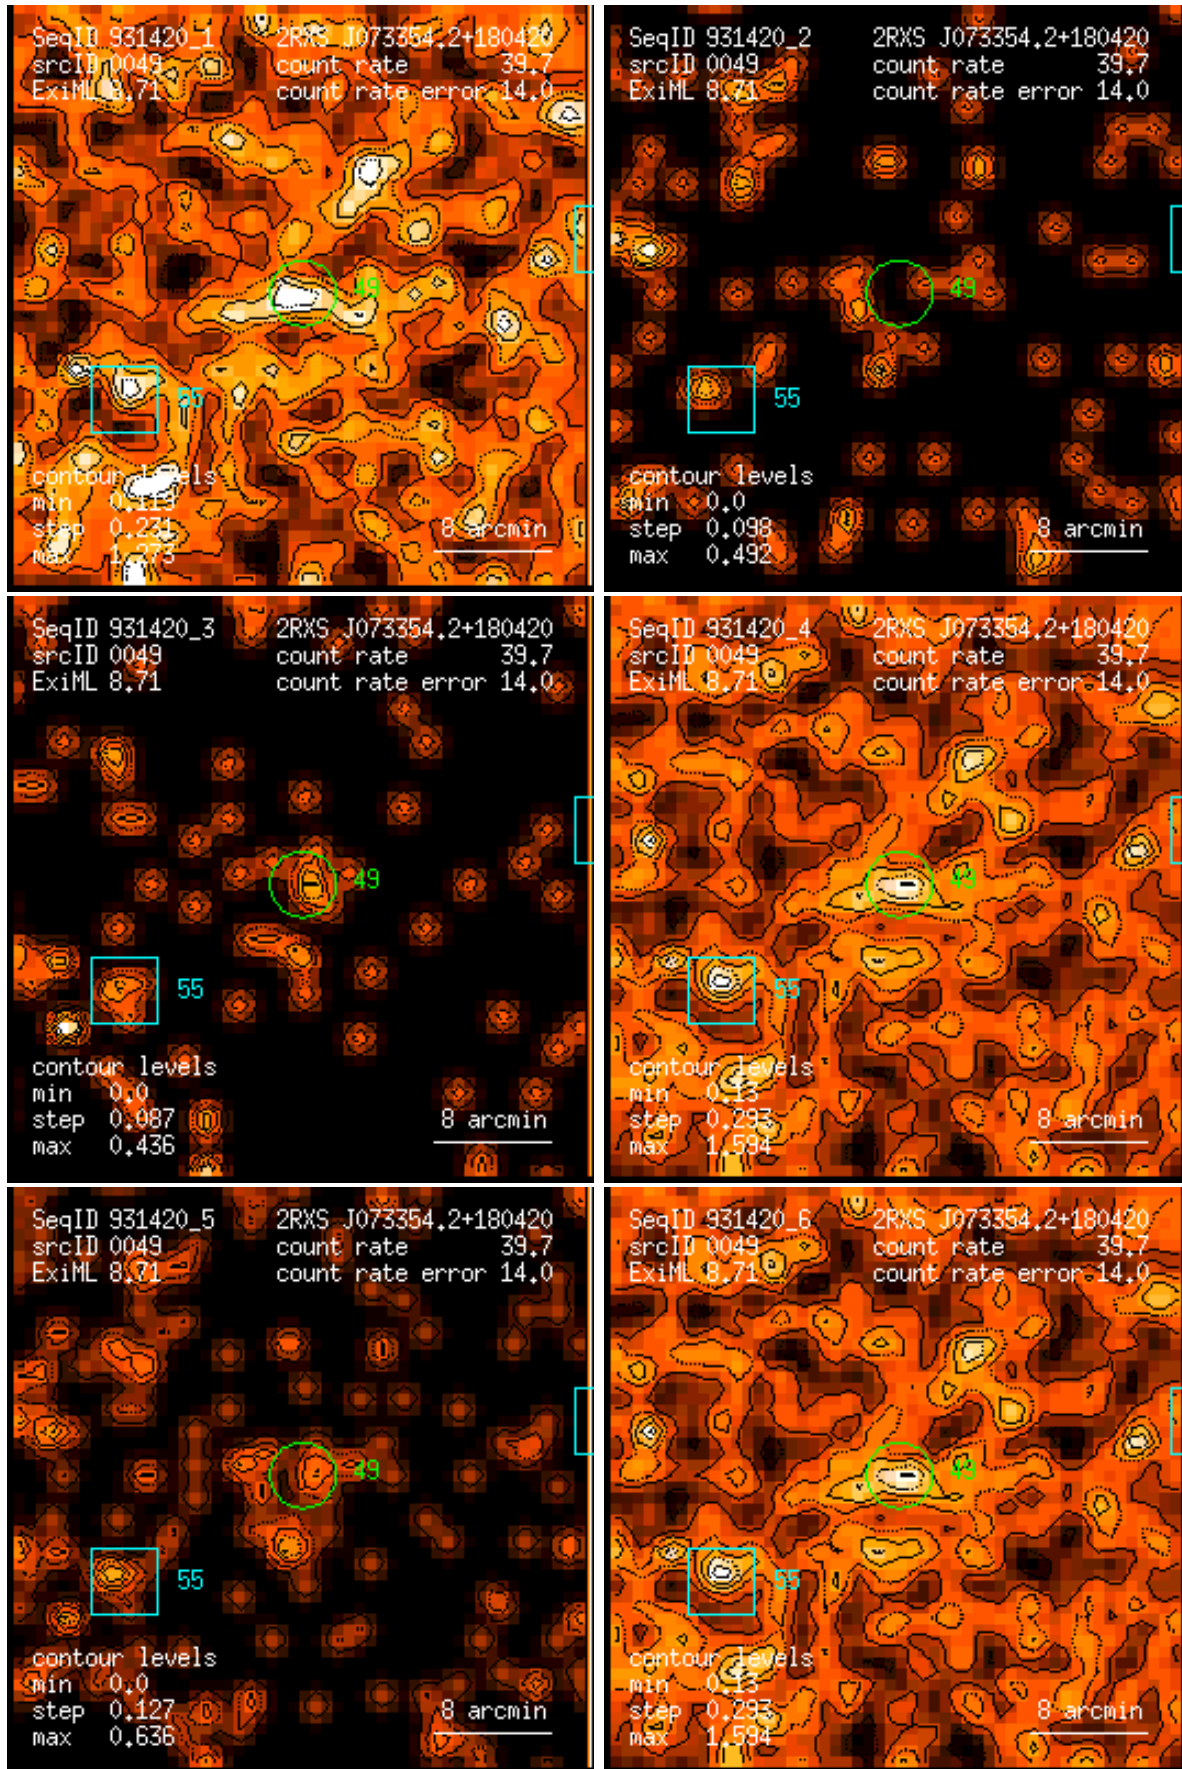 SeqID 931420_1 2RXS J073354.2+180420
srcID 0049 count rate 39.7
ExiML 8.71 count rate error 14.0
49
55
contour levels
min 0.115
step 0.231 8 arcmin
max 1.273
SeqID 931420_2 2RXS J073354.2+180420
srcID 0049 count rate 39.7
ExiML 8.71 count rate error 14.0
49
55
contour levels
min 0.0
step 0.098 8 arcmin
max 0.492
SeqID 931420_3 2RXS J073354.2+180420
srcID 0049 count rate 39.7
ExiML 8.71 count rate error 14.0
49
55
contour levels
min 0.0
step 0.087 8 arcmin
max 0.436
SeqID 931420_4 2RXS J073354.2+180420
srcID 0049 count rate 39.7
ExiML 8.71 count rate error 14.0
49
55
contour levels
min 0.13
step 0.293 8 arcmin
max 1.594
SeqID 931420_5 2RXS J073354.2+180420
srcID 0049 count rate 39.7
ExiML 8.71 count rate error 14.0
49
55
contour levels
min 0.0
step 0.127 8 arcmin
max 0.636
SeqID 931420_6 2RXS J073354.2+180420
srcID 0049 count rate 39.7
ExiML 8.71 count rate error 14.0
49
55
contour levels
min 0.13
step 0.293 8 arcmin
max 1.594